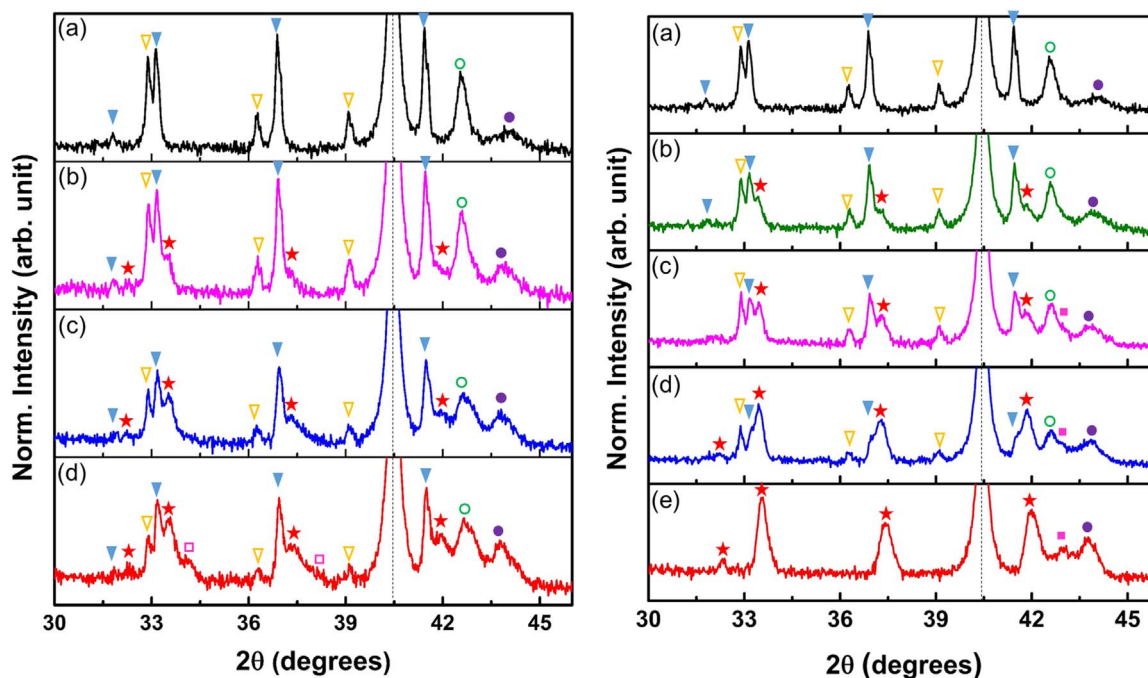 (a)
(b)
(c)
(d)
Norm. Intensity (arb. unit)
30 33 36 39 42 45
2θ (degrees)
(a)
(b)
(c)
(d)
(e)
Norm. Intensity (arb. unit)
30 33 36 39 42 45
2θ (degrees)